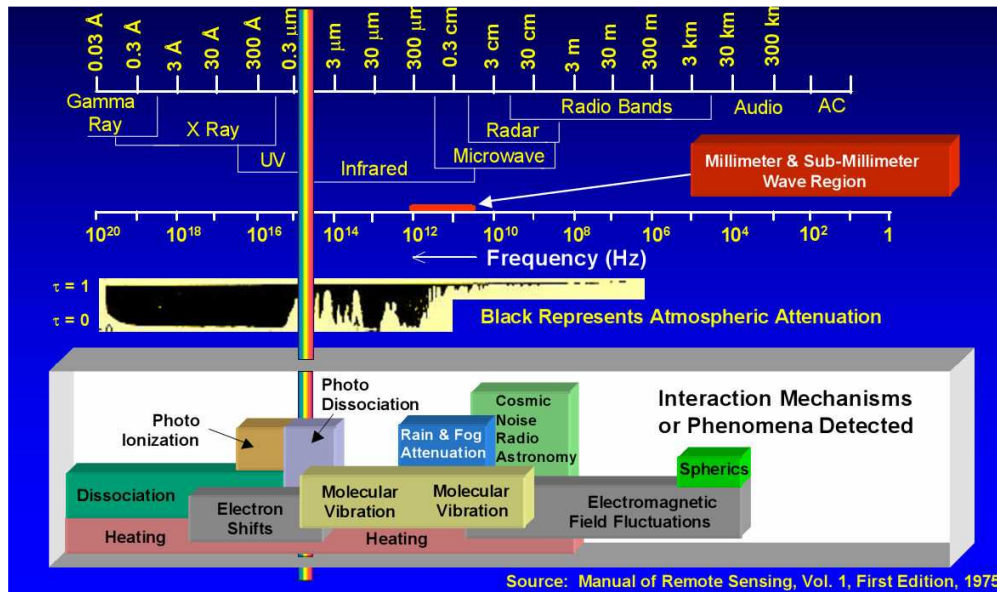 0.03 Å
0.3 Å
3 Å
30 Å
300 Å
0.3 µm
3 µm
30 µm
300 µm
0.3 cm
3 cm
30 cm
3 m
30 m
300 m
3 km
30 km
300 km
Gamma
Ray
X Ray
UV
Infrared
Microwave
Radar
Radio Bands
Audio
AC
Millimeter & Sub-Millimeter
Wave Region
10²⁰
10¹⁸
10¹⁶
10¹⁴
10¹²
10¹⁰
10⁸
10⁶
10⁴
10²
1
Frequency (Hz)
τ = 1
τ = 0
Black Represents Atmospheric Attenuation
Photo
Ionization
Photo
Dissociation
Rain & Fog
Attenuation
Cosmic
Noise
Radio
Astronomy
Interaction Mechanisms
or Phenomena Detected
Spherics
Dissociation
Electron
Shifts
Molecular
Vibration
Molecular
Vibration
Electromagnetic
Field Fluctuations
Heating
Heating
Source: Manual of Remote Sensing, Vol. 1, First Edition, 1975